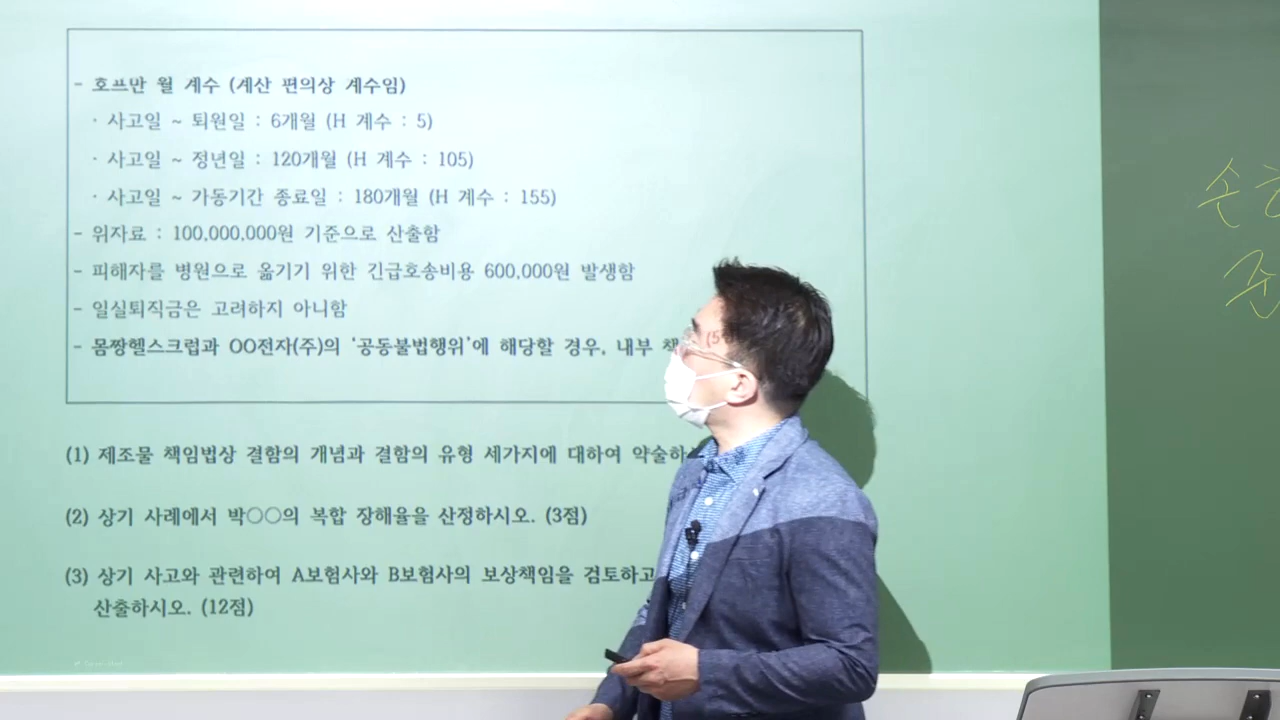 - 호프만 월 계수 (계산 편의상 계수임)
· 사고일 ~ 퇴원일 : 6개월 (H 계수 : 5)
· 사고일 ~ 정년일 : 120개월 (H 계수 : 105)
· 사고일 ~ 가동기간 종료일 : 180개월 (H 계수 : 155)
- 위자료 : 100,000,000원 기준으로 산출함
- 피해자를 병원으로 옮기기 위한 긴급호송비용 600,000원 발생함
- 일실퇴직금은 고려하지 아니함
- 몸짱헬스크럽과 OO전자(주)의 '공동불법행위'에 해당할 경우, 내부
(1) 제조물 책임법상 결함의 개념과 결함의 유형 세가지에 대하여
(2) 상기 사례에서 박○○의 복합 장해율을 산정하시오. (3점)
(3) 상기 사고와 관련하여 A보험사와 B보험사의 보상책임을 검토하고
산출하시오. (12점)
손
준